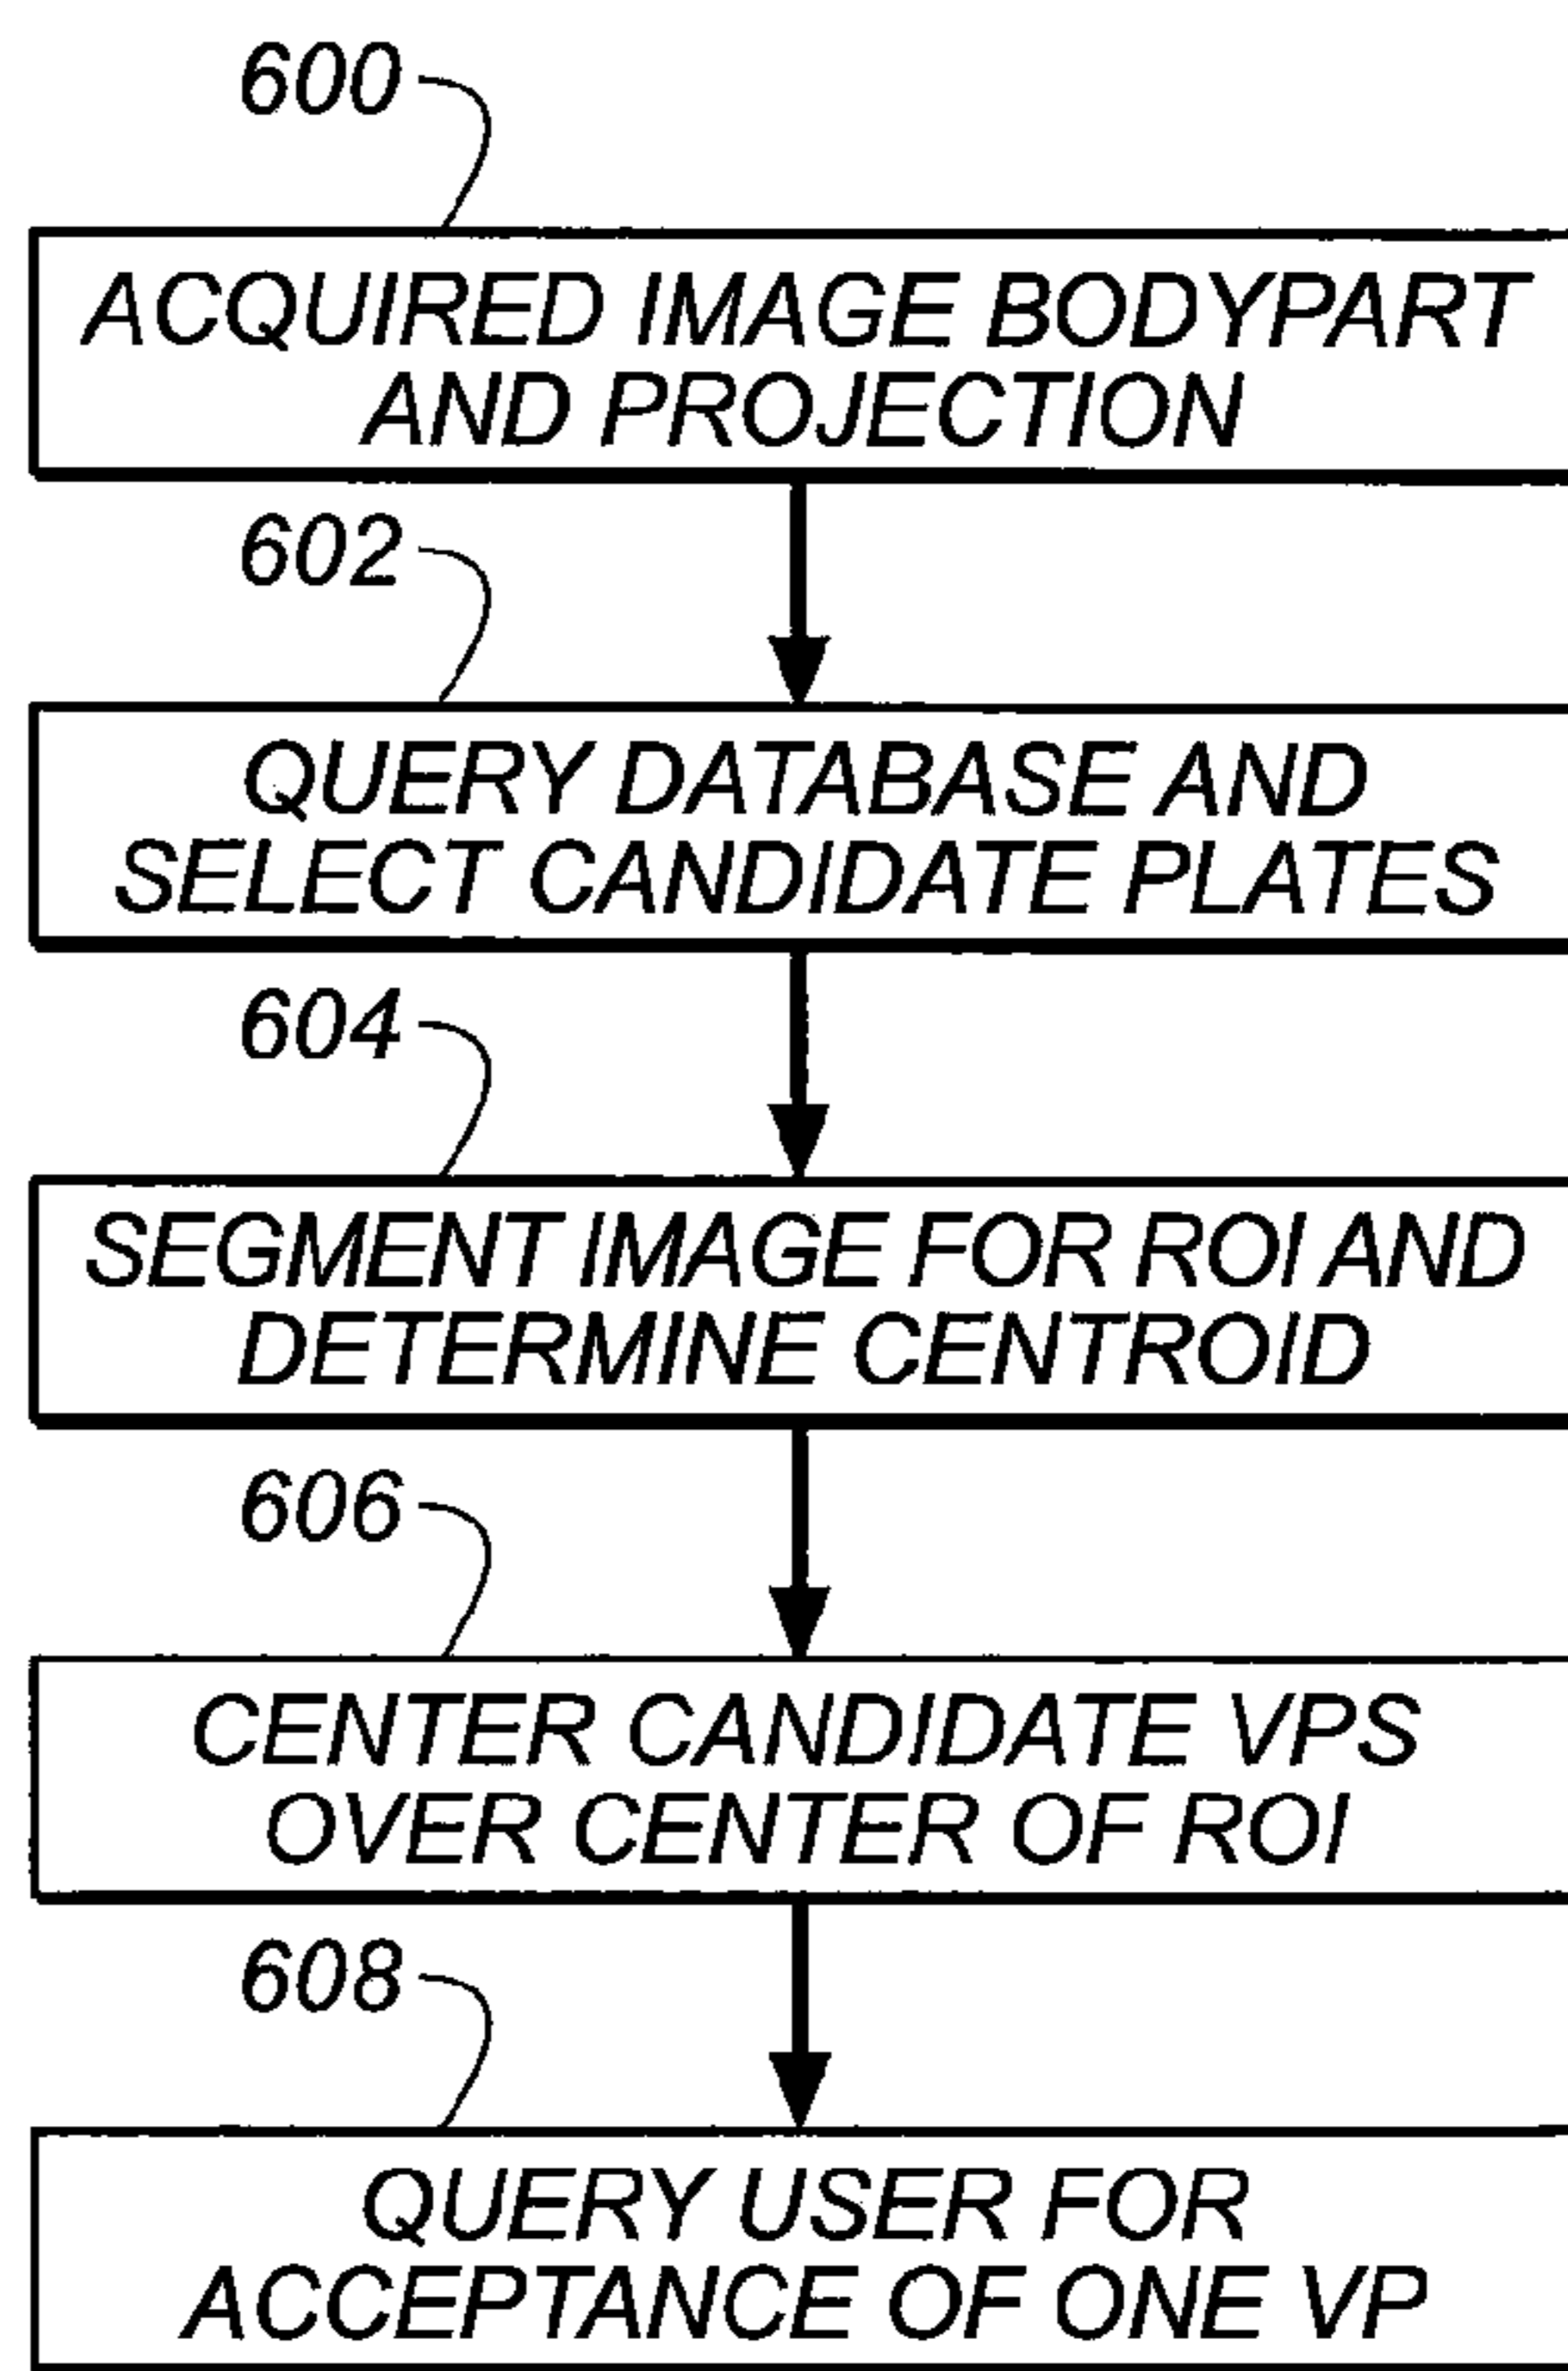 600
ACQUIRED IMAGE BODYPART
AND PROJECTION
602
QUERY DATABASE AND
SELECT CANDIDATE PLATES
604
SEGMENT IMAGE FOR ROI AND
DETERMINE CENTROID
606
CENTER CANDIDATE VPS
OVER CENTER OF ROI
608
QUERY USER FOR
ACCEPTANCE OF ONE VP